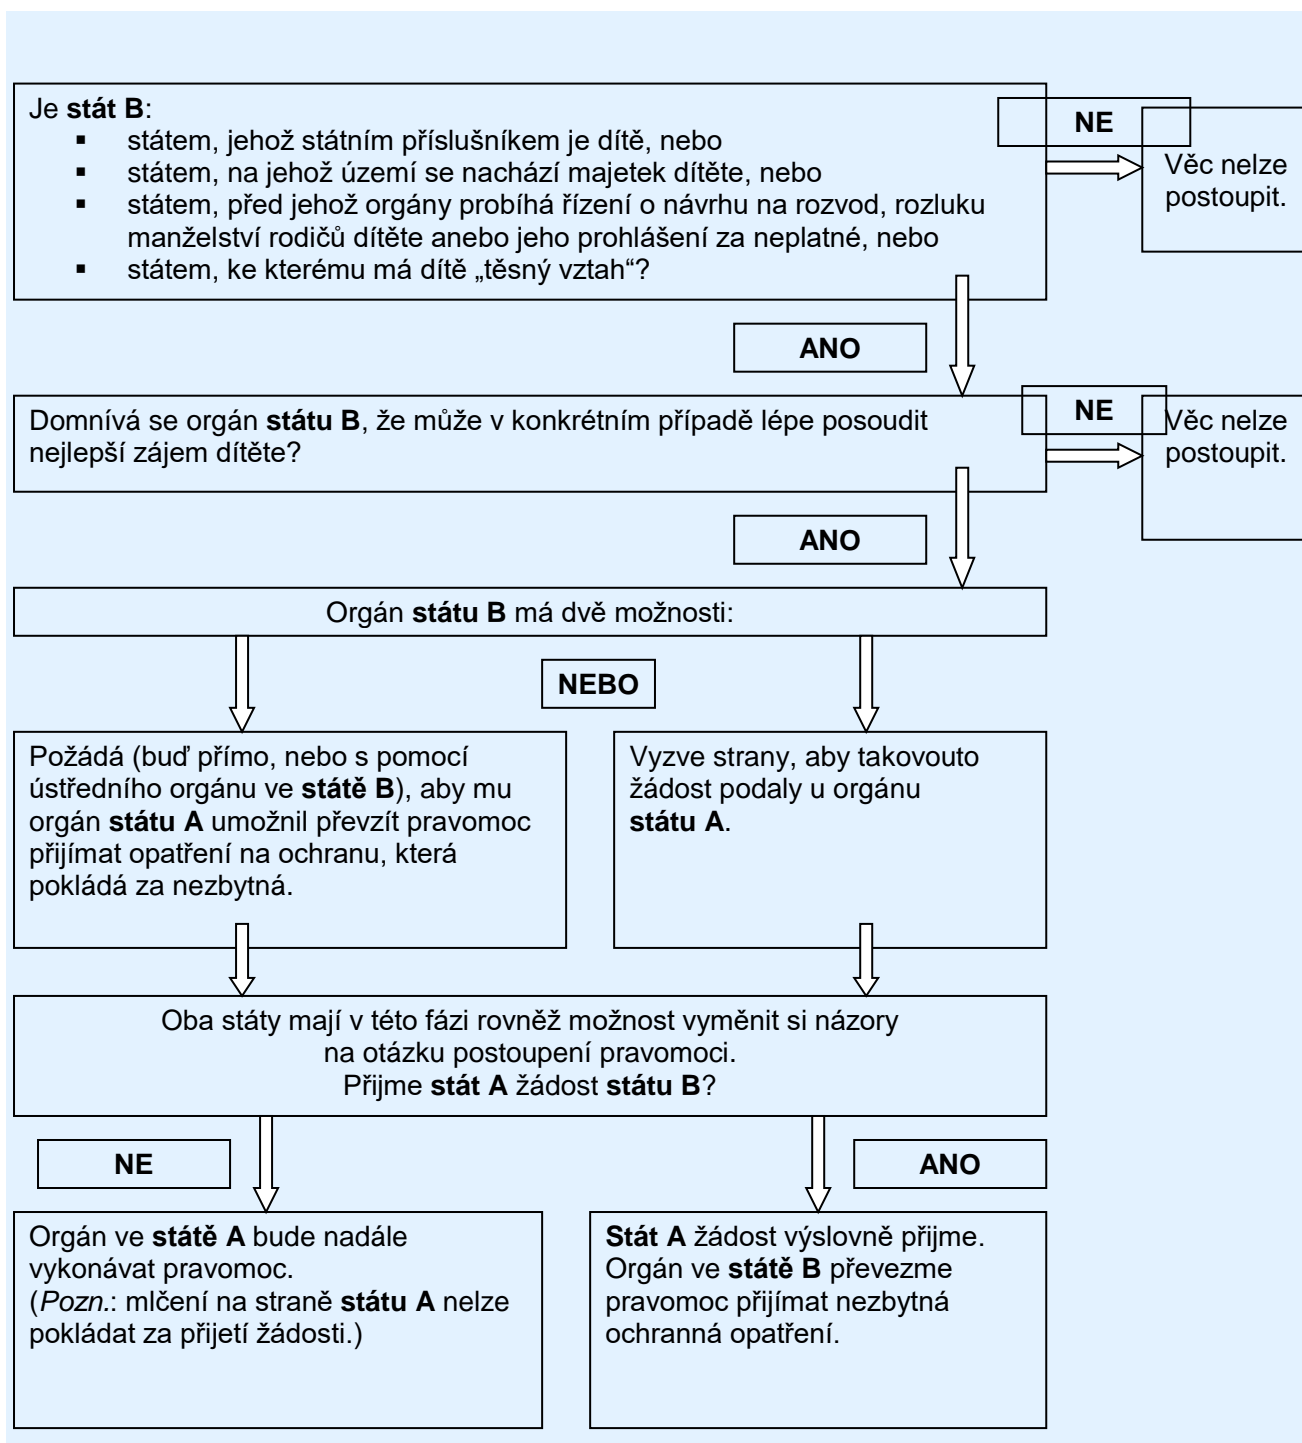 Je stát B:
▪ státem, jehož státním příslušníkem je dítě, nebo
▪ státem, na jehož území se nachází majetek dítěte, nebo
▪ státem, před jehož orgány probíhá řízení o návrhu na rozvod, rozluku
manželství rodičů dítěte anebo jeho prohlášení za neplatné, nebo
▪ státem, ke kterému má dítě „těsný vztah“?
NE
Věc nelze
postoupit.
ANO
Domnívá se orgán státu B, že může v konkrétním případě lépe posoudit
nejlepší zájem dítěte?
NE
Věc nelze
postoupit.
ANO
Orgán státu B má dvě možnosti:
NEBO
Požádá (buď přímo, nebo s pomocí
ústředního orgánu ve státě B), aby mu
orgán státu A umožnil převzít pravomoc
přijímat opatření na ochranu, která
pokládá za nezbytná.
Vyzve strany, aby takovouto
žádost podaly u orgánu
státu A.
Oba státy mají v této fázi rovněž možnost vyměnit si názory
na otázku postoupení pravomoci.
Přijme stát A žádost státu B?
NE
ANO
Orgán ve státě A bude nadále
vykonávat pravomoc.
(Pozn.: mlčení na straně státu A nelze
pokládat za přijetí žádosti.)
Stát A žádost výslovně přijme.
Orgán ve státě B převezme
pravomoc přijímat nezbytná
ochranná opatření.